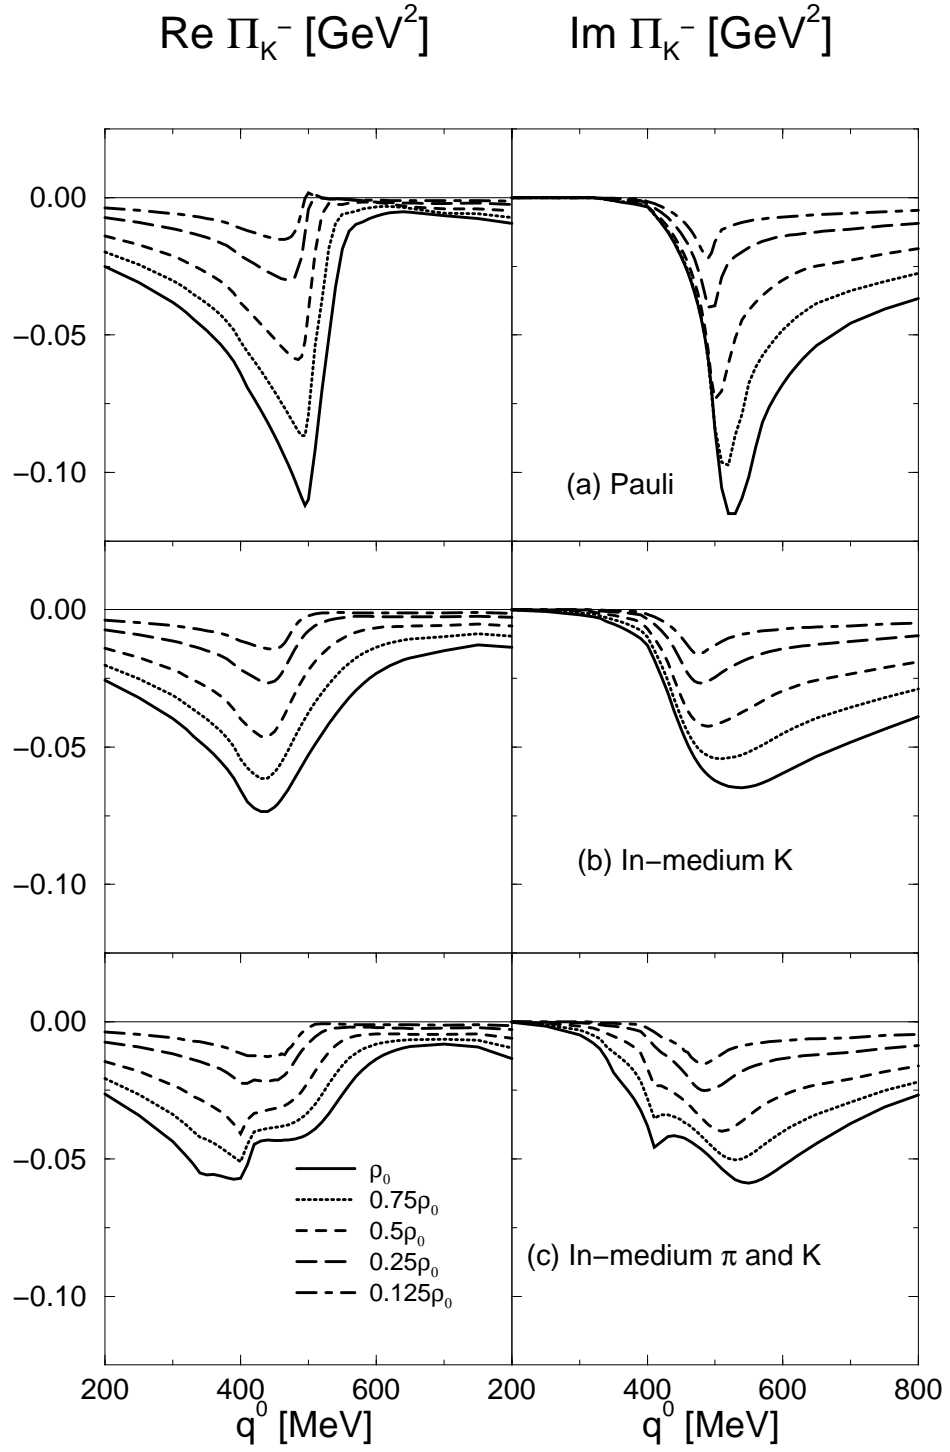 Re Π_K⁻ [GeV²] Im Π_K⁻ [GeV²]
0.00
−0.05
−0.10
(a) Pauli
0.00
−0.05
−0.10
(b) In−medium K
0.00
−0.05
−0.10
ρ₀
0.75ρ₀
0.5ρ₀
0.25ρ₀
0.125ρ₀
(c) In−medium π and K
200 400 600 200 400 600 800
q⁰ [MeV] q⁰ [MeV]